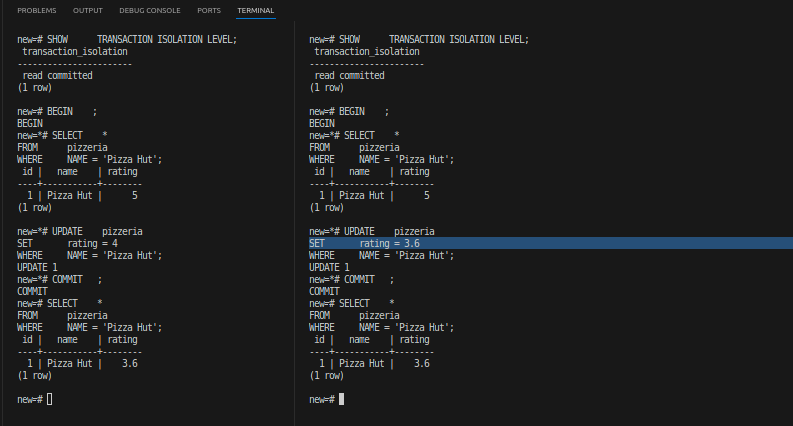 PROBLEMS OUTPUT DEBUG CONSOLE PORTS TERMINAL
new=# SHOW      TRANSACTION ISOLATION LEVEL;
 transaction_isolation
-----------------------
 read committed
(1 row)

new=# BEGIN    ;
BEGIN
new=*# SELECT    *
FROM      pizzeria
WHERE     NAME = 'Pizza Hut';
 id |   name    | rating
----+-----------+--------
  1 | Pizza Hut |      5
(1 row)

new=*# UPDATE    pizzeria
SET       rating = 4
WHERE     NAME = 'Pizza Hut';
UPDATE 1
new=*# COMMIT   ;
COMMIT
new=# SELECT    *
FROM      pizzeria
WHERE     NAME = 'Pizza Hut';
 id |   name    | rating
----+-----------+--------
  1 | Pizza Hut |    3.6
(1 row)

new=#
new=# SHOW      TRANSACTION ISOLATION LEVEL;
 transaction_isolation
-----------------------
 read committed
(1 row)

new=# BEGIN    ;
BEGIN
new=*# SELECT    *
FROM      pizzeria
WHERE     NAME = 'Pizza Hut';
 id |   name    | rating
----+-----------+--------
  1 | Pizza Hut |      5
(1 row)

new=*# UPDATE    pizzeria
SET       rating = 3.6
WHERE     NAME = 'Pizza Hut';
UPDATE 1
new=*# COMMIT   ;
COMMIT
new=# SELECT    *
FROM      pizzeria
WHERE     NAME = 'Pizza Hut';
 id |   name    | rating
----+-----------+--------
  1 | Pizza Hut |    3.6
(1 row)

new=#